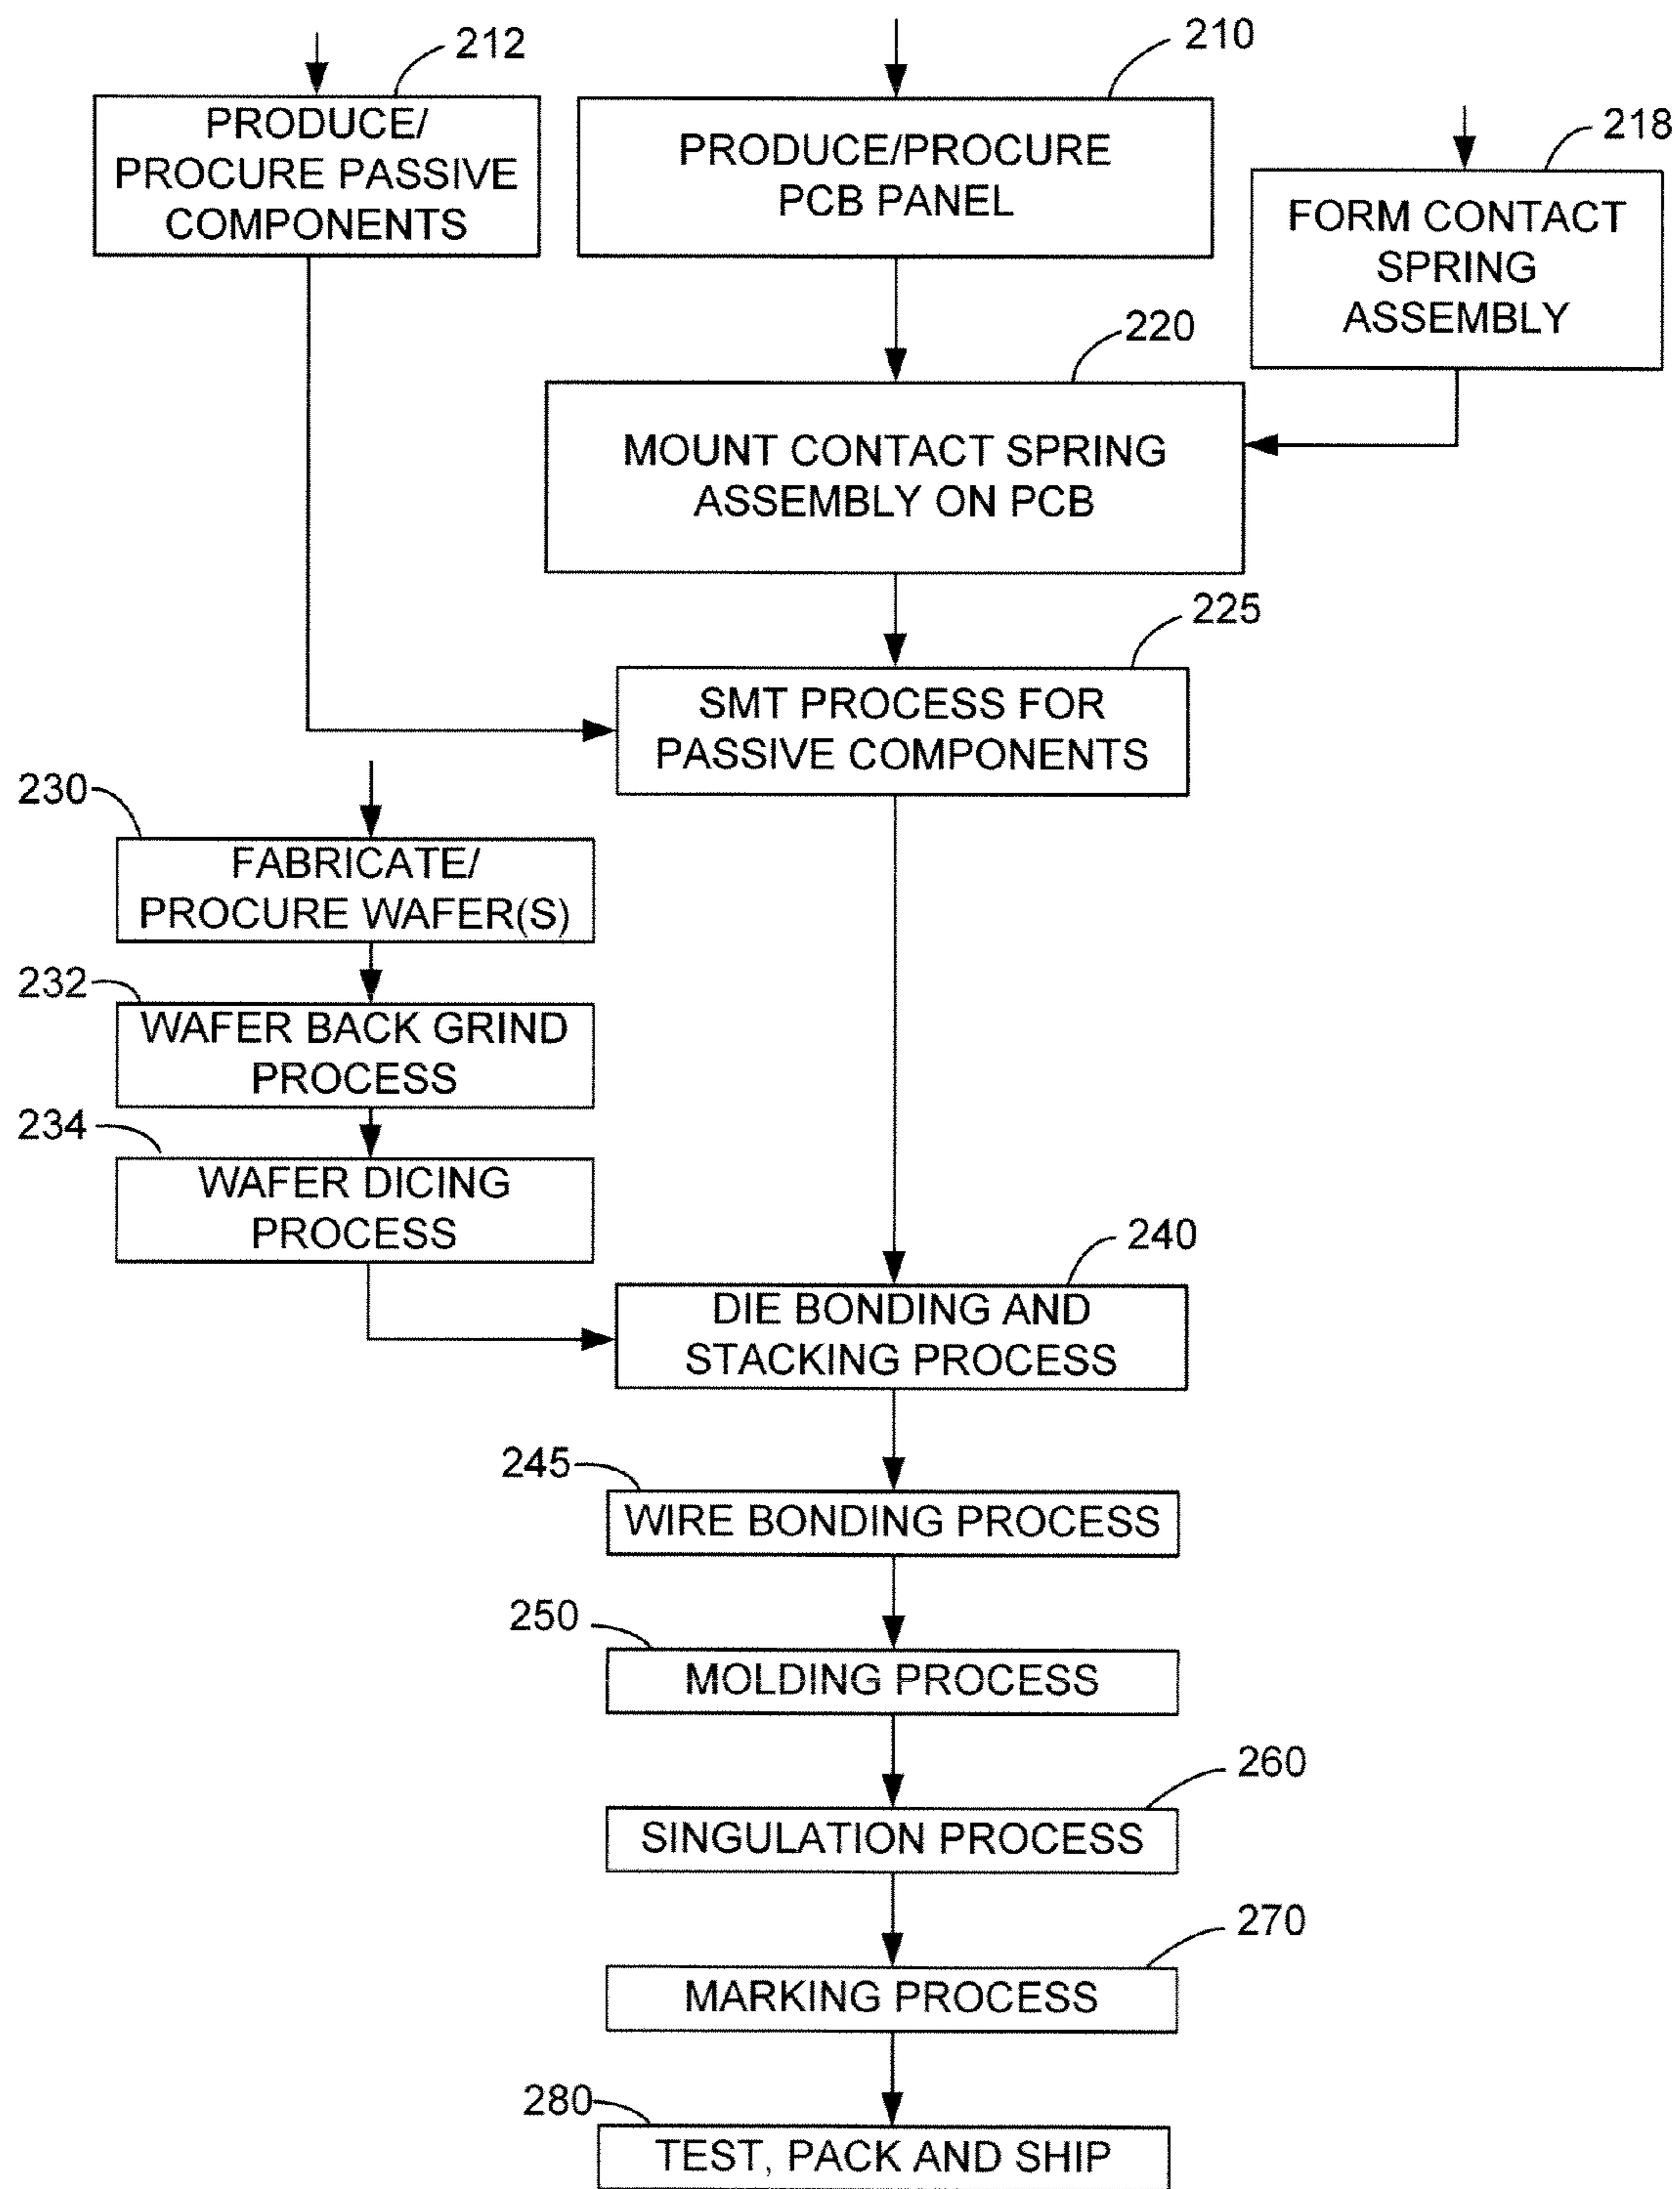 212
PRODUCE/
PROCURE PASSIVE
COMPONENTS
210
PRODUCE/PROCURE
PCB PANEL
218
FORM CONTACT
SPRING
ASSEMBLY
220
MOUNT CONTACT SPRING
ASSEMBLY ON PCB
225
SMT PROCESS FOR
PASSIVE COMPONENTS
230
FABRICATE/
PROCURE WAFER(S)
232
WAFER BACK GRIND
PROCESS
234
WAFER DICING
PROCESS
240
DIE BONDING AND
STACKING PROCESS
245
WIRE BONDING PROCESS
250
MOLDING PROCESS
260
SINGULATION PROCESS
270
MARKING PROCESS
280
TEST, PACK AND SHIP